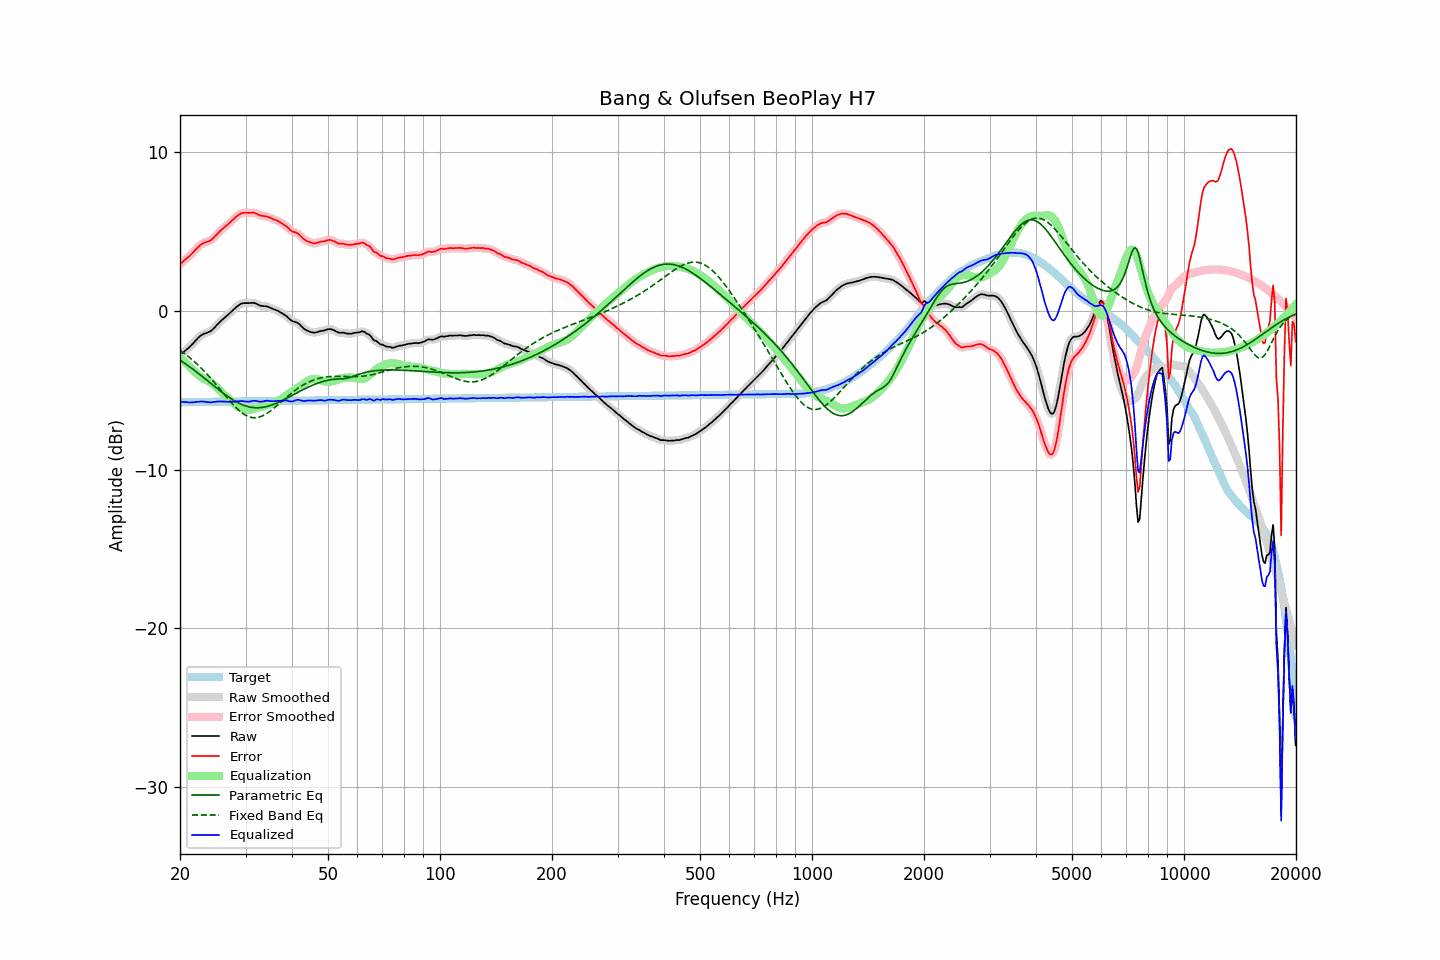 Bang & Olufsen BeoPlay H7
Amplitude (dBr)
10
0
−10
−20
−30
Target
Raw Smoothed
Error Smoothed
Raw
Error
Equalization
Parametric Eq
Fixed Band Eq
Equalized
20 50 100 200 500 1000 2000 5000 10000 20000
Frequency (Hz)